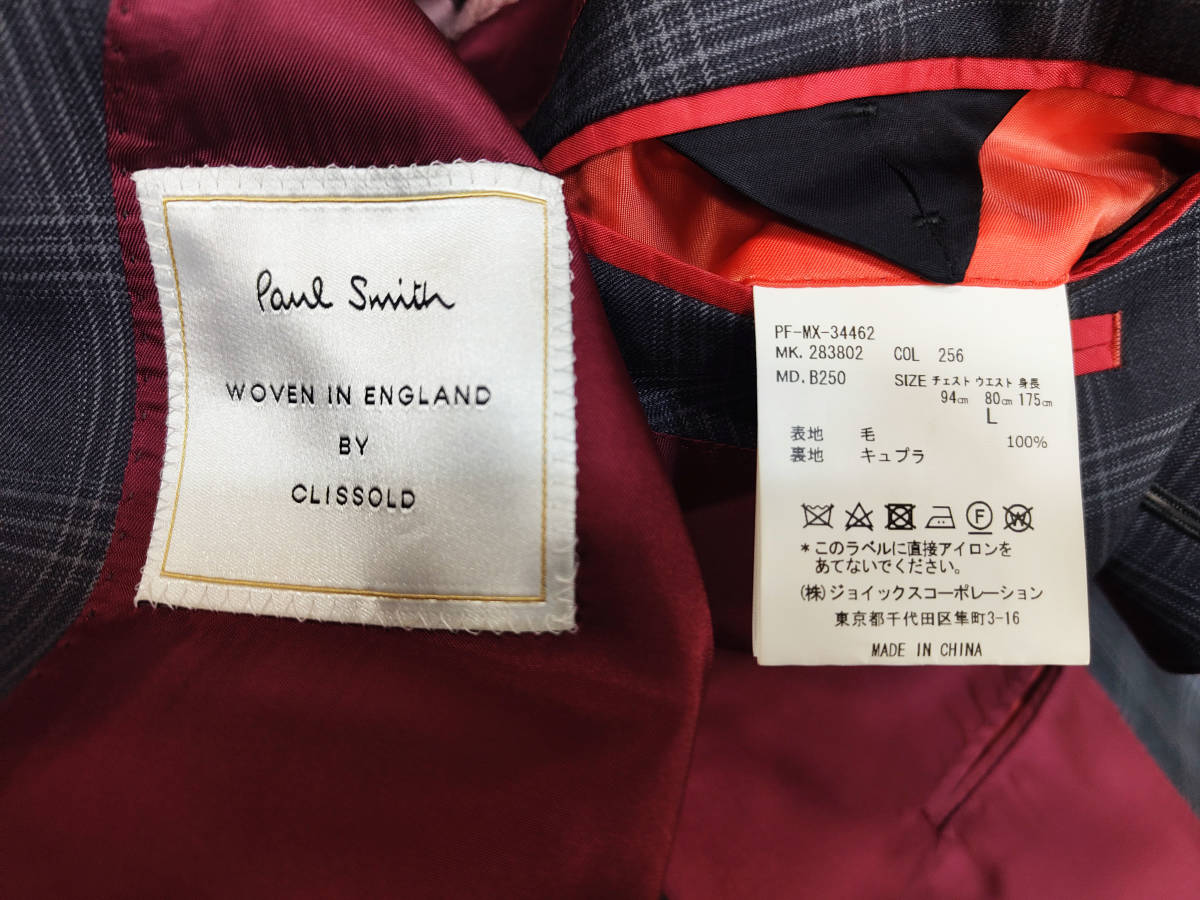 Paul Smith
WOVEN IN ENGLAND
BY
CLISSOLD
PF-MX-34462
MK. 283802 COL 256
MD. B250 SIZE チェスト ウエスト 身長
94㎝ 80㎝ 175㎝
L
表地 毛 100%
裏地 キュプラ
F W
*このラベルに直接アイロンを
あてないでください。
(株)ジョイックスコーポレーション
東京都千代田区隼町3-16
MADE IN CHINA